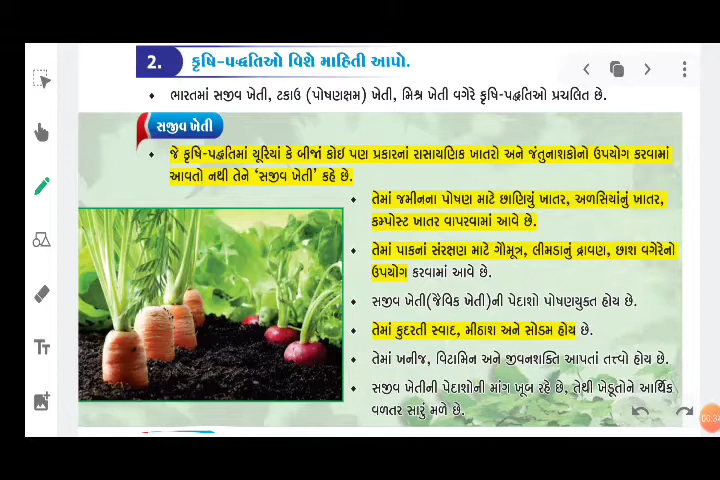 2. કૃષિ-પદ્ધતિઓ વિશે માહિતી આપો.
• ભારતમાં સજીવ ખેતી, ટકાઉ (પોષણક્ષમ) ખેતી, મિશ્ર ખેતી વગેરે કૃષિ-પદ્ધતિઓ પ્રચલિત છે.
સજીવ ખેતી
• જે કૃષિ-પદ્ધતિમાં યૂરિયા કે બીજાં કોઈ પણ પ્રકારનાં રાસાયણિક ખાતરો અને જંતુનાશકોનો ઉપયોગ કરવામાં
આવતો નથી તેને ‘સજીવ ખેતી’ કહે છે.
• તેમાં જમીનના પોષણ માટે છાણિયું ખાતર, અળસિયાંનું ખાતર,
કમ્પોસ્ટ ખાતર વાપરવામાં આવે છે.
• તેમાં પાકનાં સંરક્ષણ માટે ગૌમૂત્ર, લીમડાનું દ્રાવણ, છાશ વગેરેનો
ઉપયોગ કરવામાં આવે છે.
• સજીવ ખેતી(જૈવિક ખેતી)ની પેદાશો પોષણયુક્ત હોય છે.
• તેમાં કુદરતી સ્વાદ, મીઠાશ અને સોડમ હોય છે.
• તેમાં ખનીજ, વિટામિન અને જીવનશક્તિ આપતાં તત્ત્વો હોય છે.
• સજીવ ખેતીની પેદાશોની માંગ ખૂબ રહે છે, તેથી ખેડૂતોને આર્થિક
વળતર સારું મળે છે.
Tт
00:34